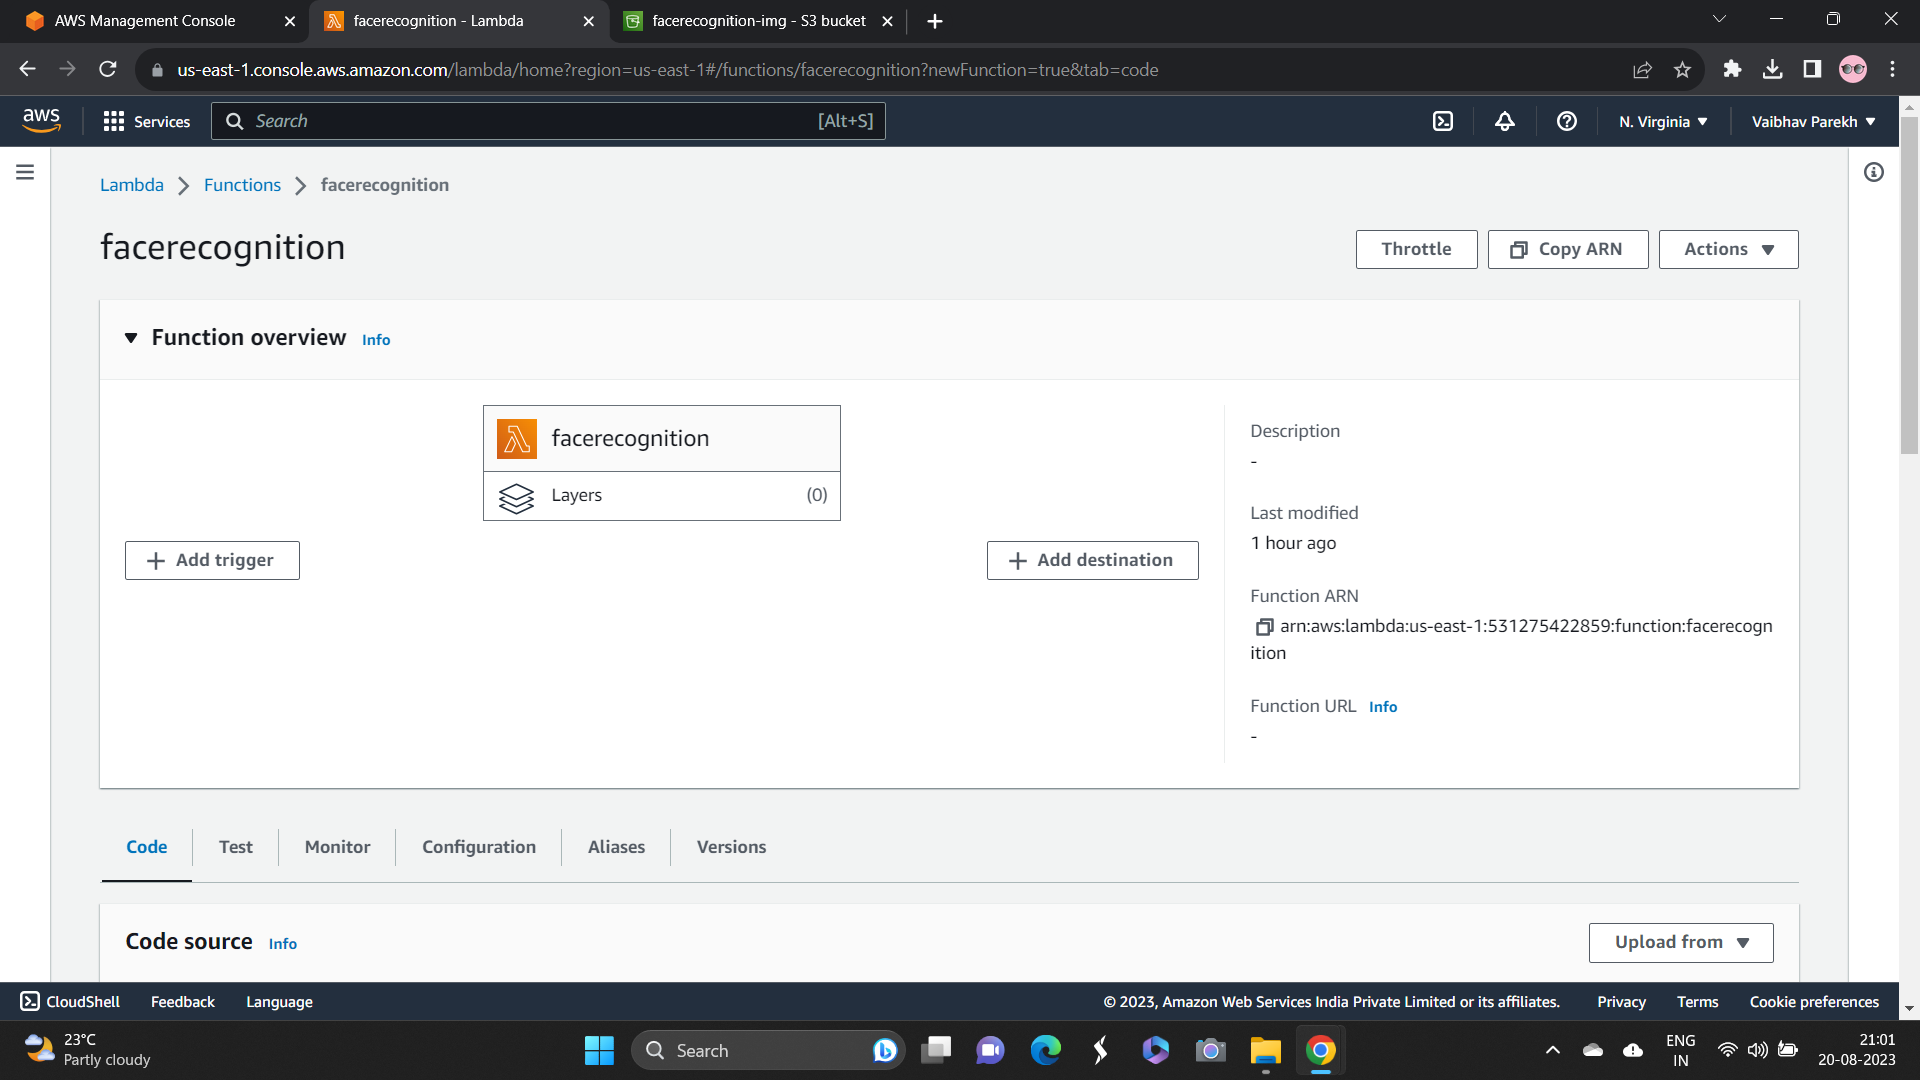 AWS Management Console
facerecognition - Lambda
facerecognition-img - S3 bucket
us-east-1.console.aws.amazon.com/lambda/home?region=us-east-1#/functions/facerecognition?newFunction=true&tab=code
aws
Services
Search
[Alt+S]
N. Virginia
Vaibhav Parekh
Lambda
Functions
facerecognition
facerecognition
Throttle
Copy ARN
Actions
Function overview
Info
facerecognition
Layers
(0)
Add trigger
Add destination
Description
-
Last modified
1 hour ago
Function ARN
arn:aws:lambda:us-east-1:531275422859:function:facerecogn
ition
Function URL
Info
-
Code
Test
Monitor
Configuration
Aliases
Versions
Code source
Info
Upload from
CloudShell
Feedback
Language
© 2023, Amazon Web Services India Private Limited or its affiliates.
Privacy
Terms
Cookie preferences
23°C
Partly cloudy
Search
ENG
IN
21:01
20-08-2023